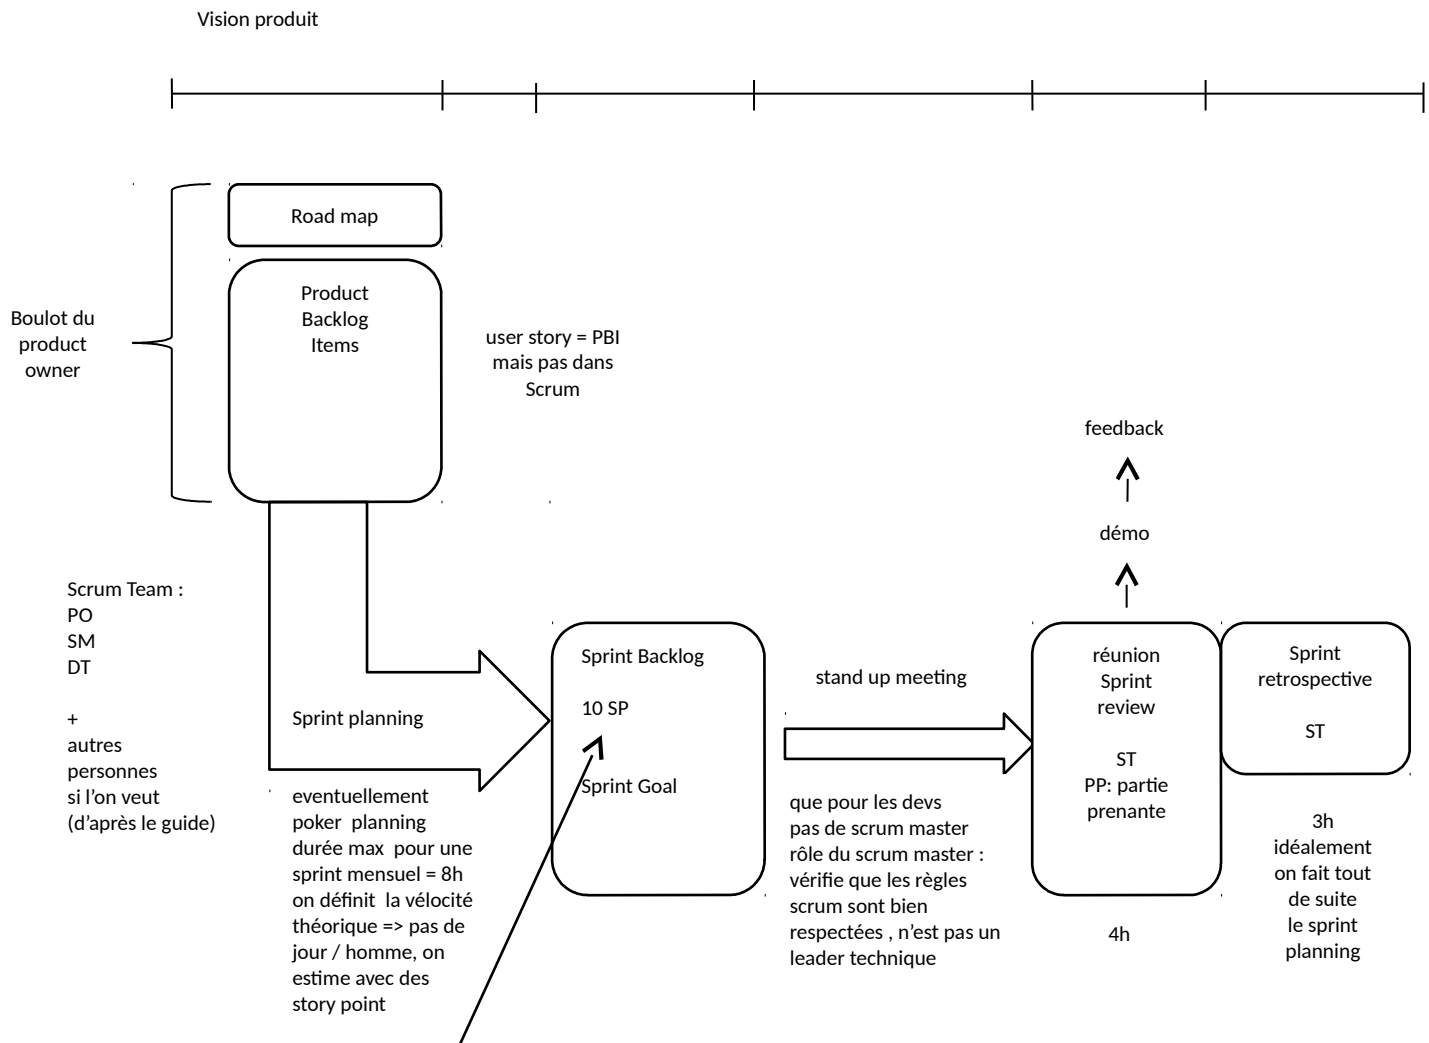 Vision produit
Road map
Product
Backlog
Items
Boulot du
product
owner
user story = PBI
mais pas dans
Scrum
feedback
démo
Scrum Team :
PO
SM
DT
+
autres
personnes
si l’on veut
(d’après le guide)
Sprint planning
eventuellement
poker  planning
durée max  pour une
sprint mensuel = 8h
on définit  la vélocité
théorique => pas de
jour / homme, on
estime avec des
story point
Sprint Backlog
10 SP
Sprint Goal
stand up meeting
que pour les devs
pas de scrum master
rôle du scrum master :
vérifie que les règles
scrum sont bien
respectées , n’est pas un
leader technique
réunion
Sprint
review
ST
PP: partie
prenante
4h
Sprint
retrospective
ST
3h
idéalement
on fait tout
de suite
le sprint
planning